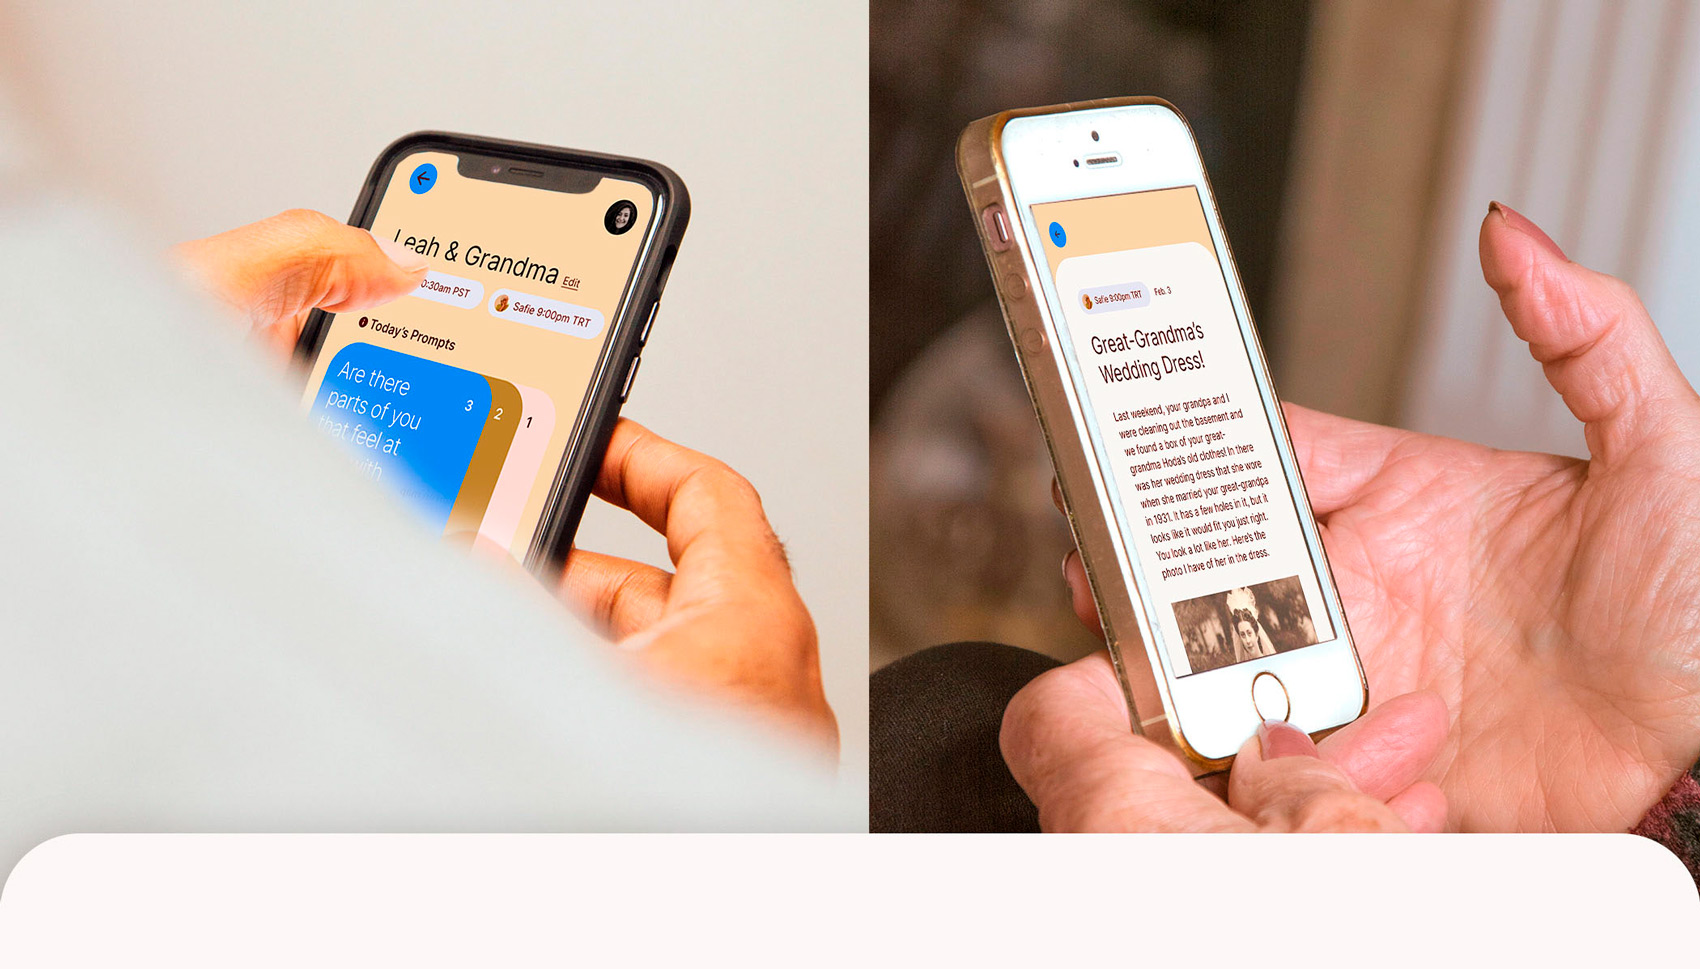 Leah & Grandma Edit
0:30am PST
Safie 9:00pm TRT
Today's Prompts
Are there
parts of you
that feel at
with
3
2
1
Safie 9:00pm TRT
Feb. 3
Great-Grandma's
Wedding Dress!
Last weekend, your grandpa and I
were cleaning out the basement and
we found a box of your great-
grandma Hoda's old clothes! In there
was her wedding dress that she wore
when she married your great-grandpa
in 1931. It has a few holes in it, but it
looks like it would fit you just right.
You look a lot like her. Here's the
photo I have of her in the dress.